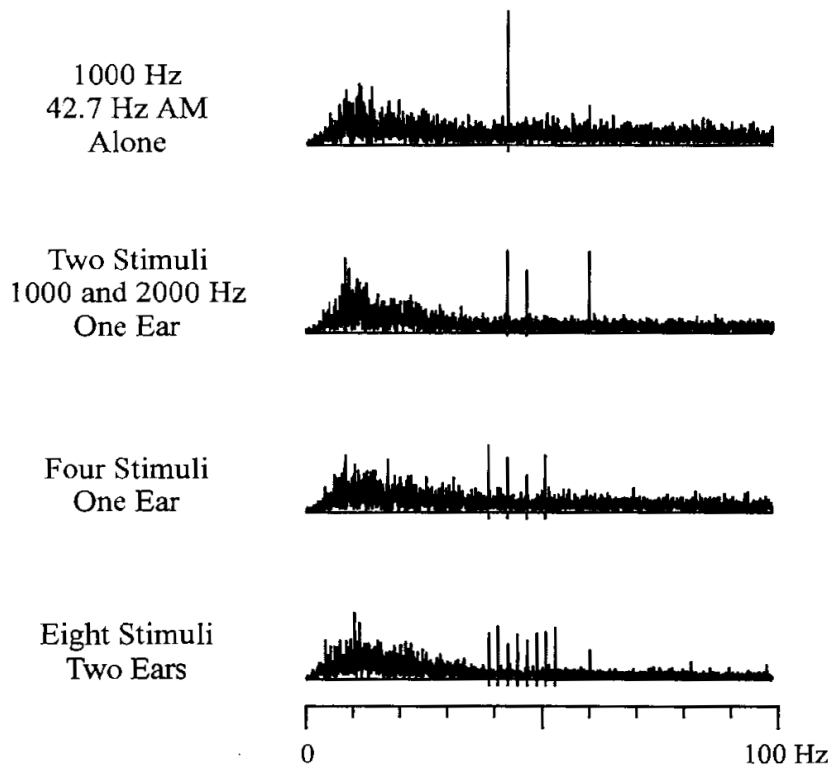 1000 Hz
42.7 Hz AM
Alone
Two Stimuli
1000 and 2000 Hz
One Ear
Four Stimuli
One Ear
Eight Stimuli
Two Ears
0
100 Hz